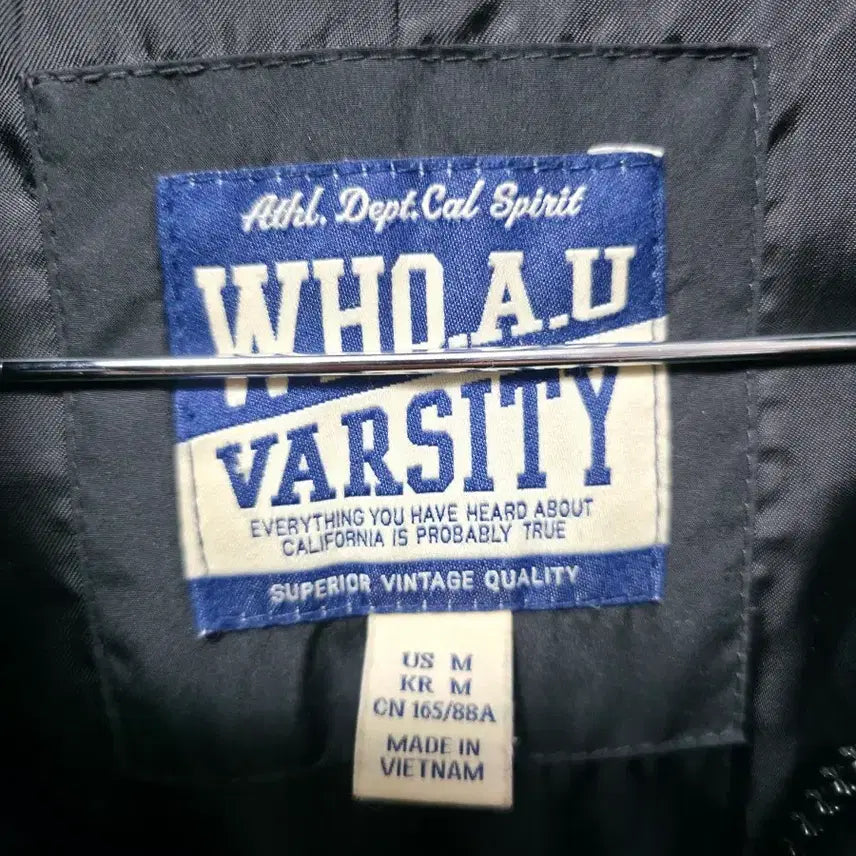 Athl. Dept. Cal Spirit
WHO.A.U
VARSITY
EVERYTHING YOU HAVE HEARD ABOUT
CALIFORNIA IS PROBABLY TRUE
SUPERIOR VINTAGE QUALITY
US M
KR M
CN 165/88A
MADE IN
VIETNAM